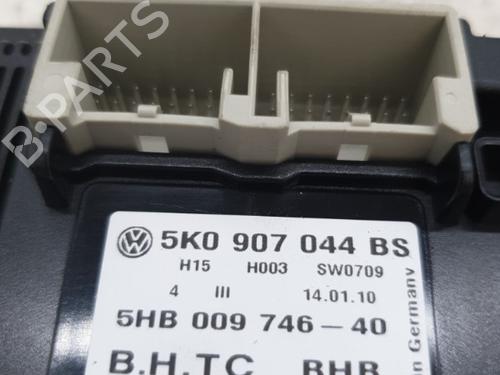 B-PARTS
5K0 907 044 BS
H15 H003 SW0709
4 III 14.01.10
5HB 009 746-40
B.H.TC BHB
in Germany